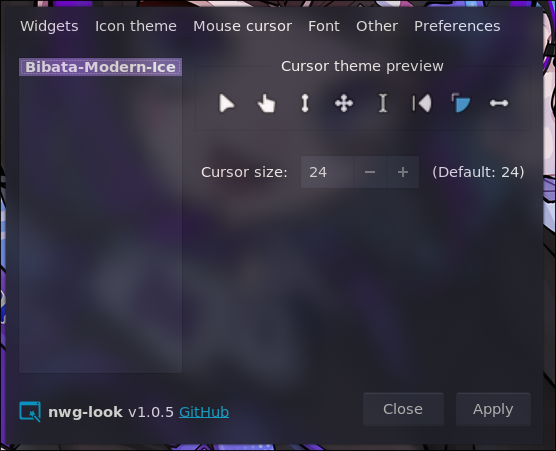 Widgets Icon theme Mouse cursor Font Other Preferences
Bibata-Modern-Ice
Cursor theme preview
Cursor size: 24 − + (Default: 24)
nwg-look v1.0.5 GitHub
Close Apply